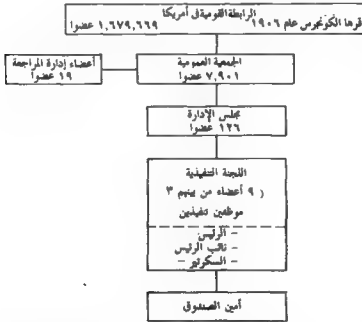 الرابطة القومية في أمريكا
أقرها الكونجرس عام ١٩٠٦ ١,٦٧٩,٦٦٩ عضوا
الجمعية العمومية
٧,٩٠١ عضوا
أعضاء إدارة المراجعة
١٩ عضوا
مجلس الإدارة
١٢٦ عضوا
اللجنة التنفيذية
( ٩ أعضاء من بينهم ٣
موظفين تنفيذين
– الرئيس
– نائب الرئيس
– السكرتير –
أمين الصندوق